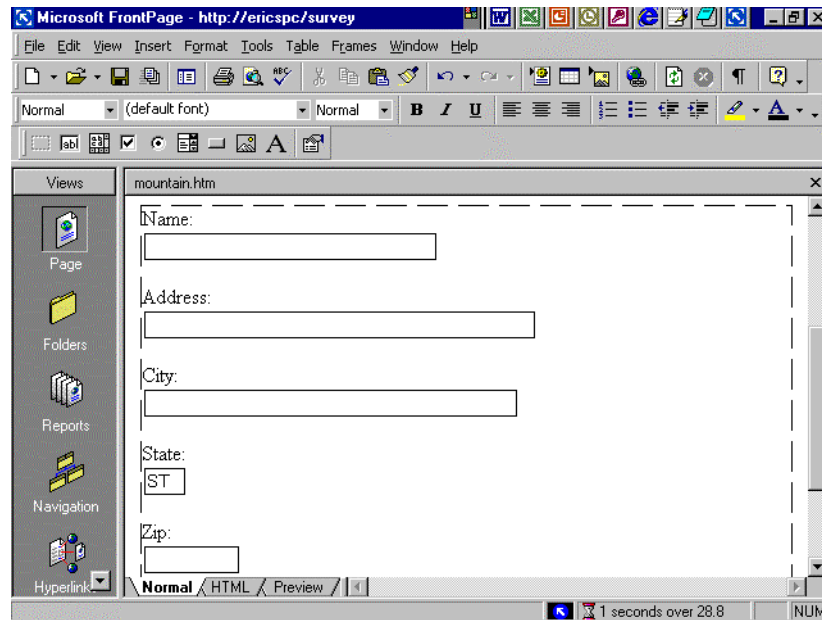 Microsoft FrontPage - http://ericspc/survey
File Edit View Insert Format Tools Table Frames Window Help
Normal (default font) Normal B I U A
abl A
Views mountain.htm
Page
Folders
Reports
Navigation
Hyperlink
Name:
Address:
City:
State:
ST
Zip:
Normal HTML Preview
1 seconds over 28.8 NUM